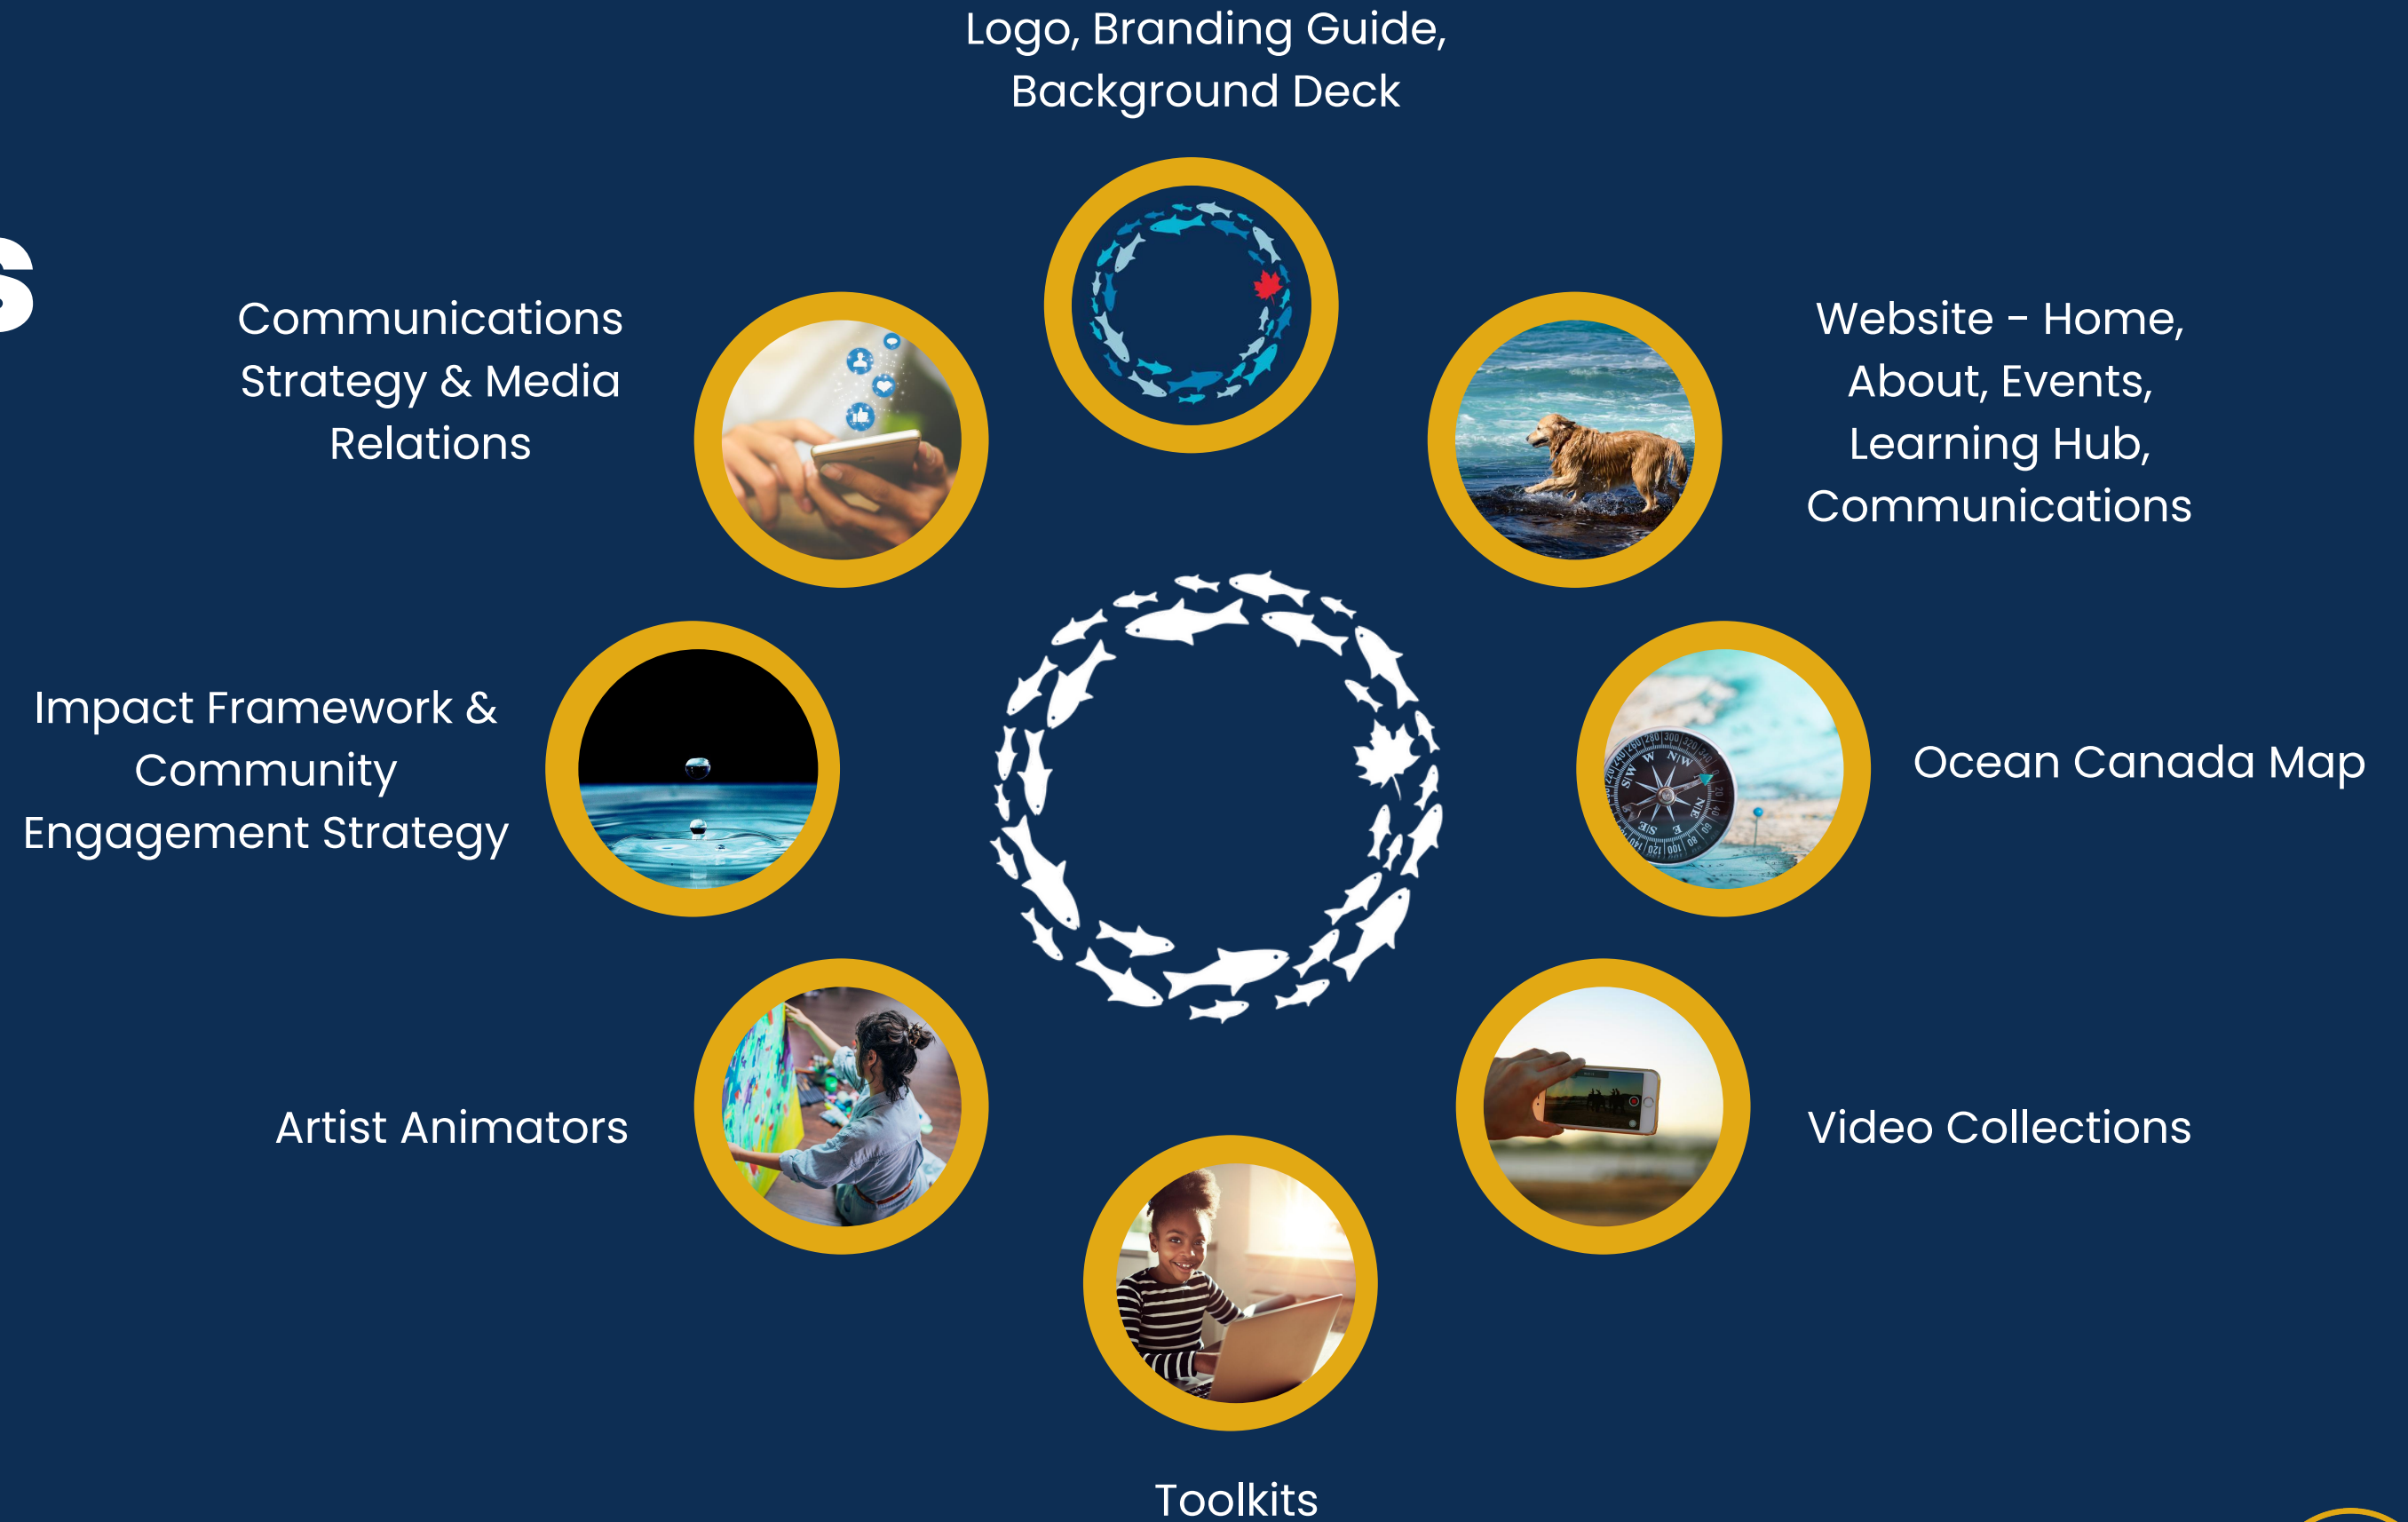 Logo, Branding Guide,
Background Deck
s
Communications
Strategy & Media
Relations
Website - Home,
About, Events,
Learning Hub,
Communications
Impact Framework &
Community
Engagement Strategy
Ocean Canada Map
Artist Animators
Video Collections
Toolkits